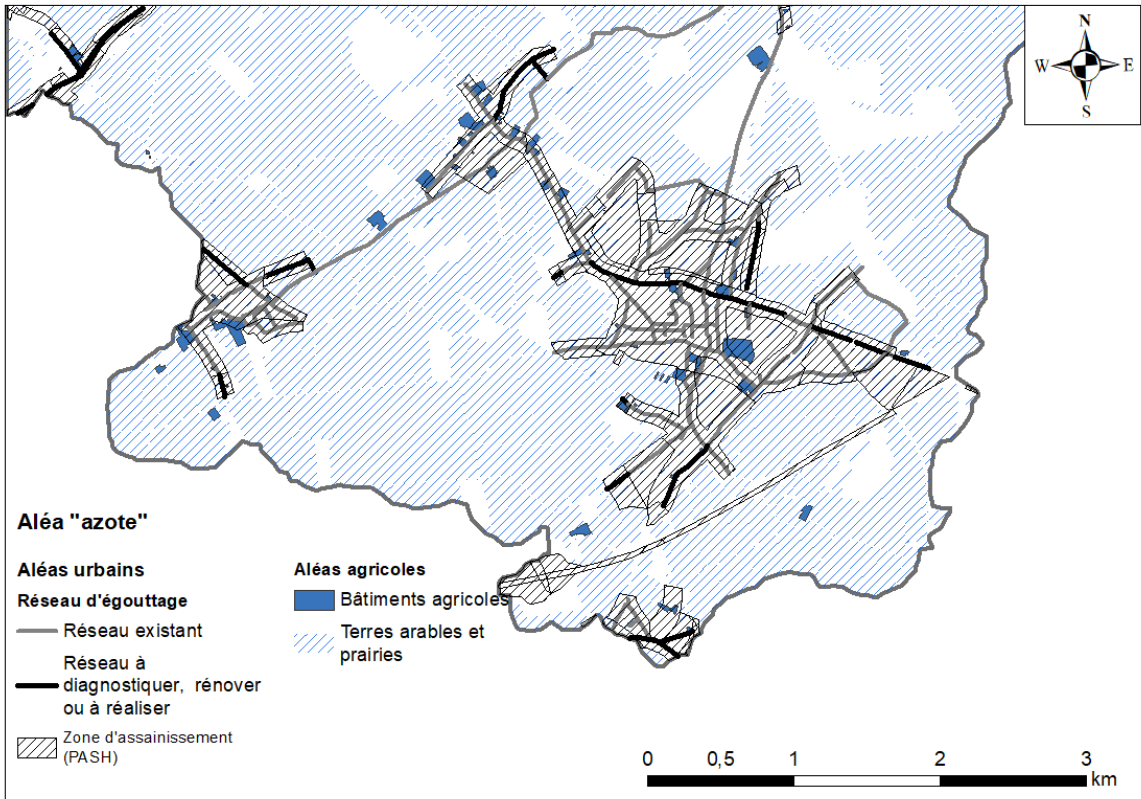 N
W E
S
Aléa "azote"
Aléas urbains
Réseau d'égouttage
Réseau existant
Réseau à
diagnostiquer, rénover
ou à réaliser
Zone d'assainissement
(PASH)
Aléas agricoles
Bâtiments agricoles
Terres arables et
prairies
0 0,5 1 2 3
km